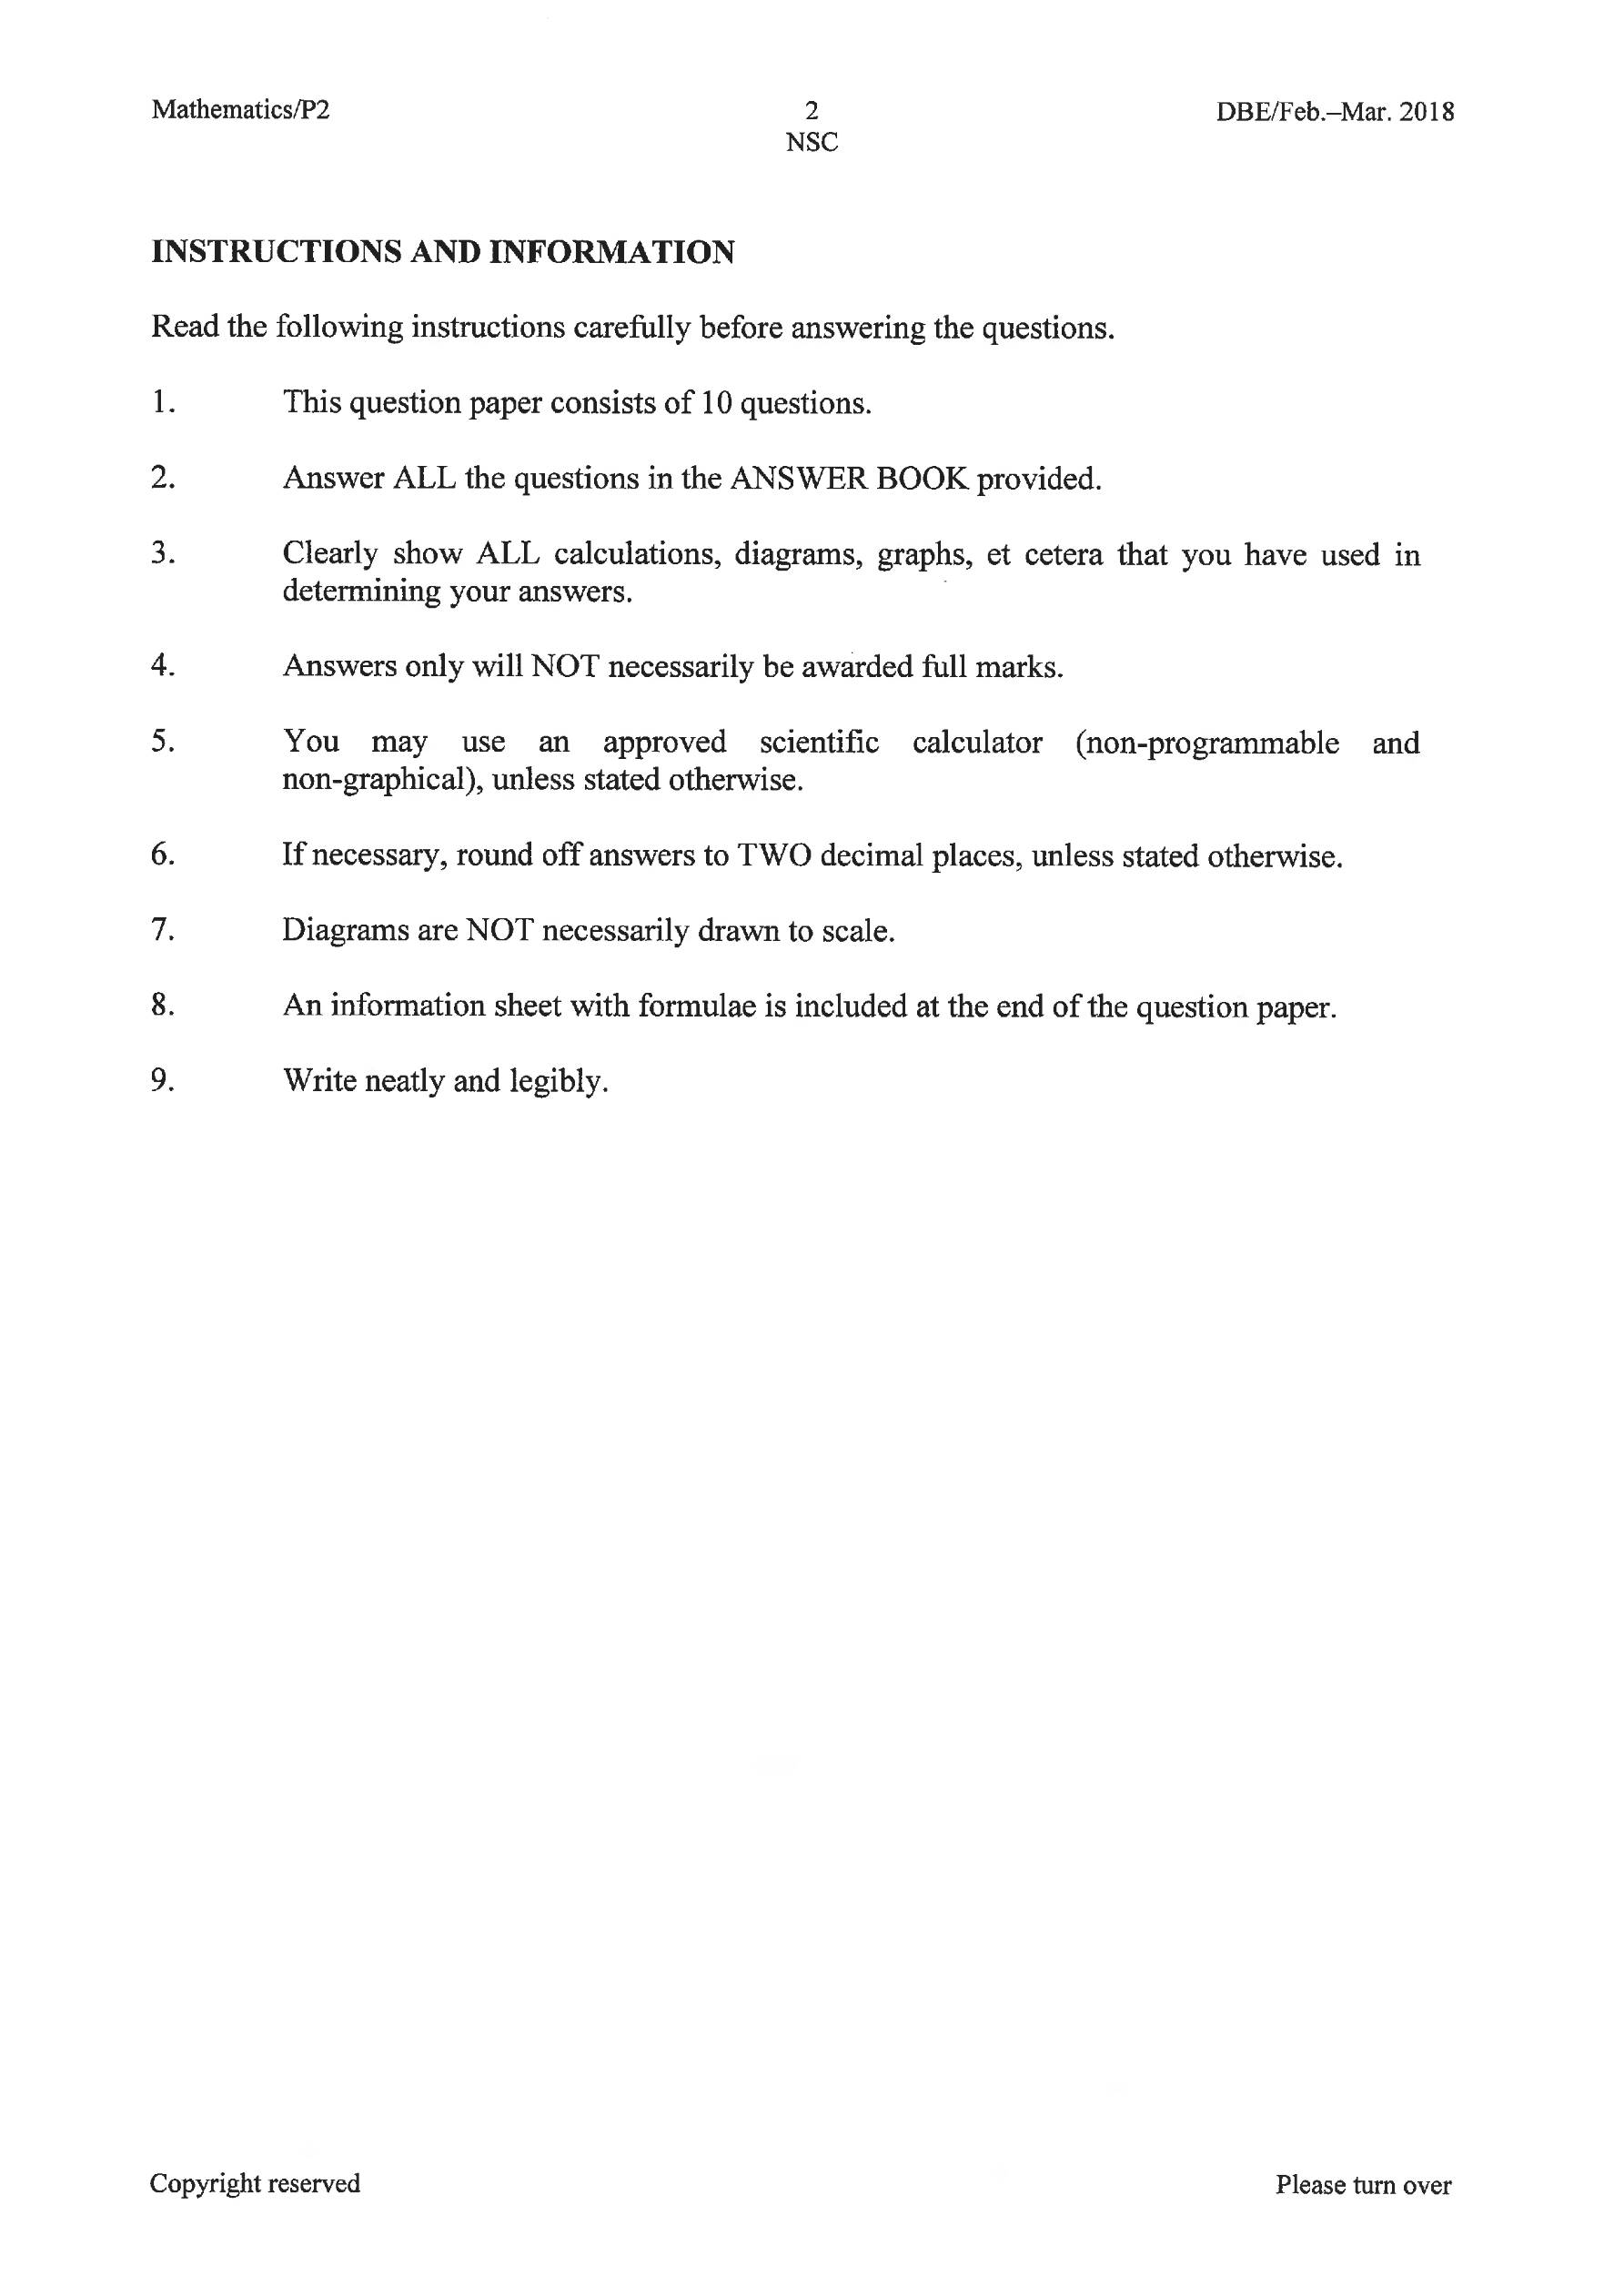 Mathematics/P2
2
DBE/Feb.–Mar. 2018
NSC
INSTRUCTIONS AND INFORMATION
Read the following instructions carefully before answering the questions.
1. This question paper consists of 10 questions.
2. Answer ALL the questions in the ANSWER BOOK provided.
3. Clearly show ALL calculations, diagrams, graphs, et cetera that you have used in
determining your answers.
4. Answers only will NOT necessarily be awarded full marks.
5. You may use an approved scientific calculator (non-programmable and
non-graphical), unless stated otherwise.
6. If necessary, round off answers to TWO decimal places, unless stated otherwise.
7. Diagrams are NOT necessarily drawn to scale.
8. An information sheet with formulae is included at the end of the question paper.
9. Write neatly and legibly.
Copyright reserved
Please turn over